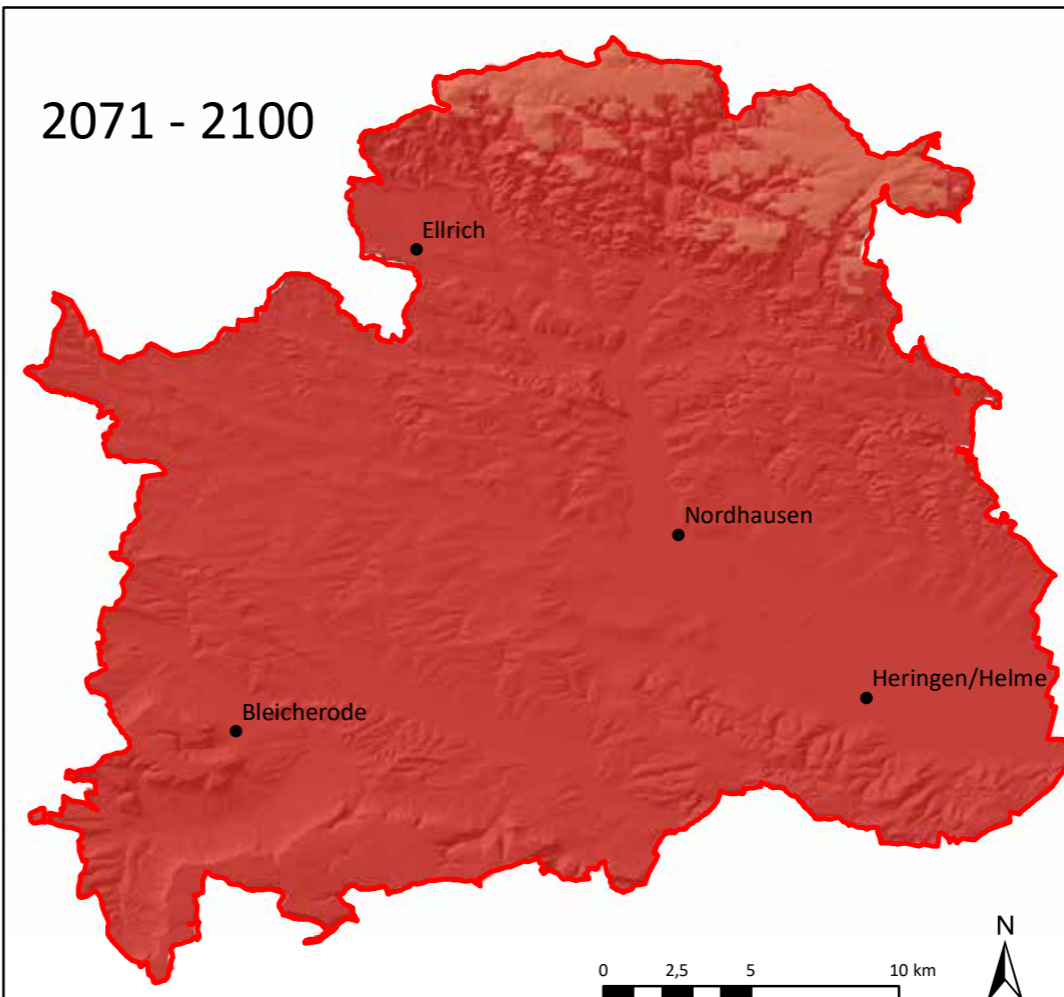 2071 - 2100
Ellrich
Nordhausen
Heringen/Helme
Bleicherode
N
0 2,5 5 10 km